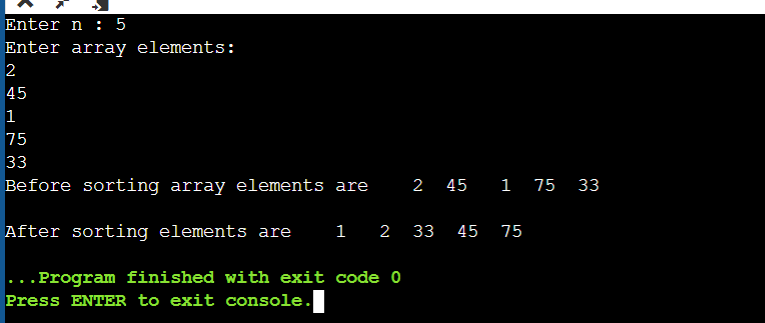 Enter n : 5
Enter array elements:
2
45
1
75
33
Before sorting array elements are    2  45   1  75  33
After sorting elements are    1   2  33  45  75
...Program finished with exit code 0
Press ENTER to exit console.